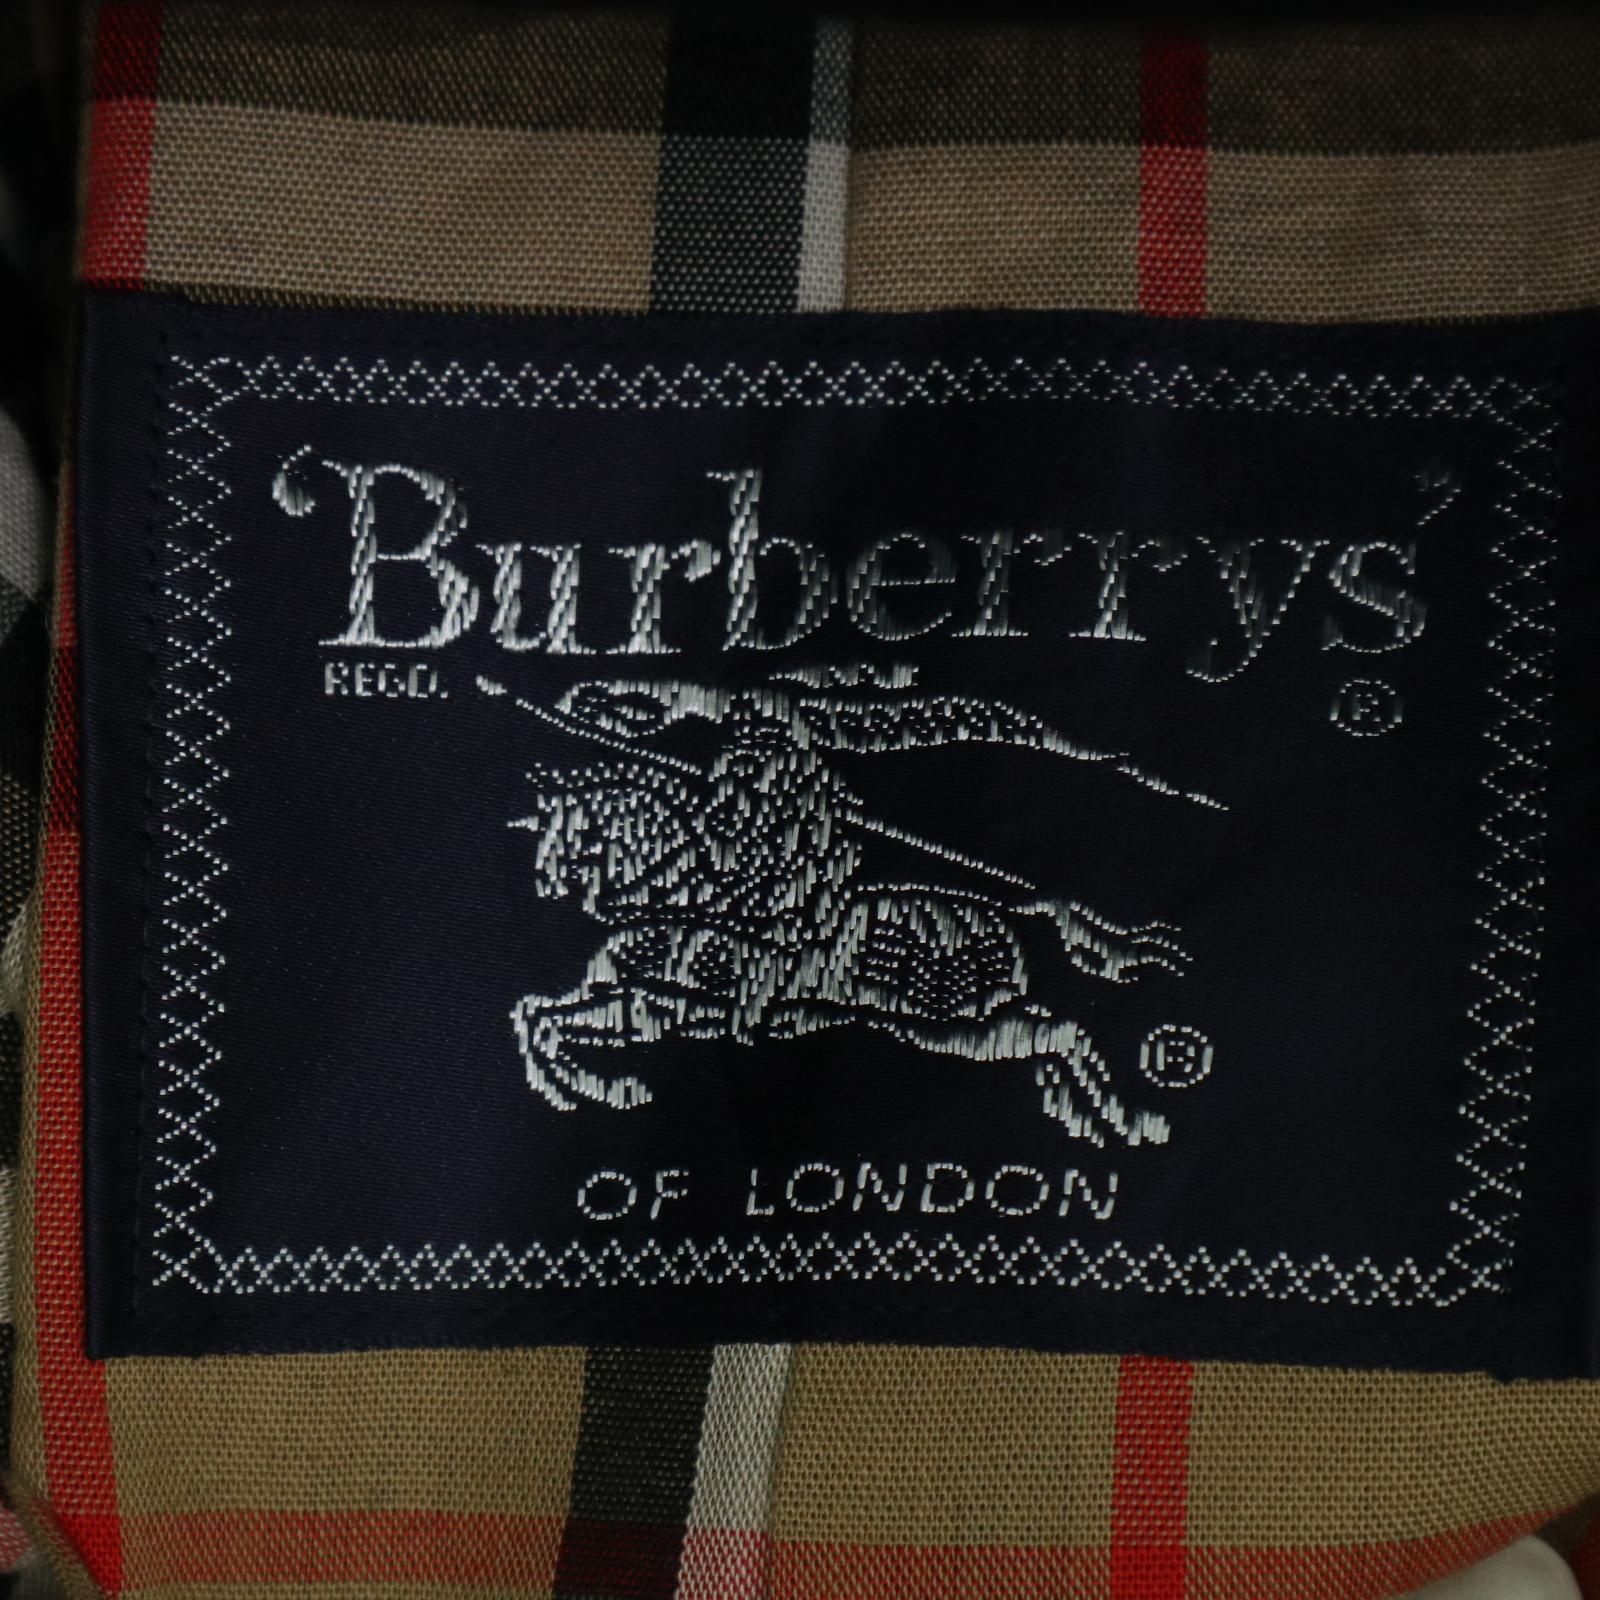 ‘Burberrys’
REGD.
®
®
OF LONDON